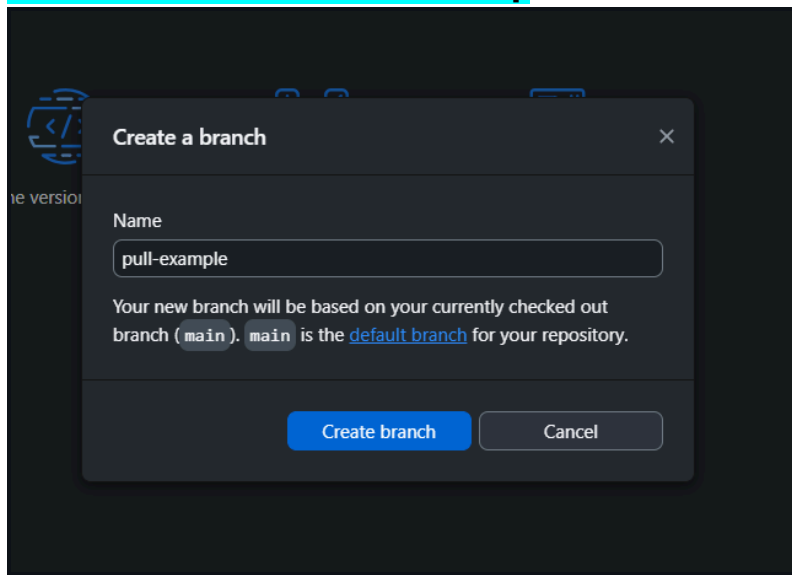 ne version
Create a branch
Name
pull-example
Your new branch will be based on your currently checked out
branch (main). main is the default branch for your repository.
Create branch Cancel